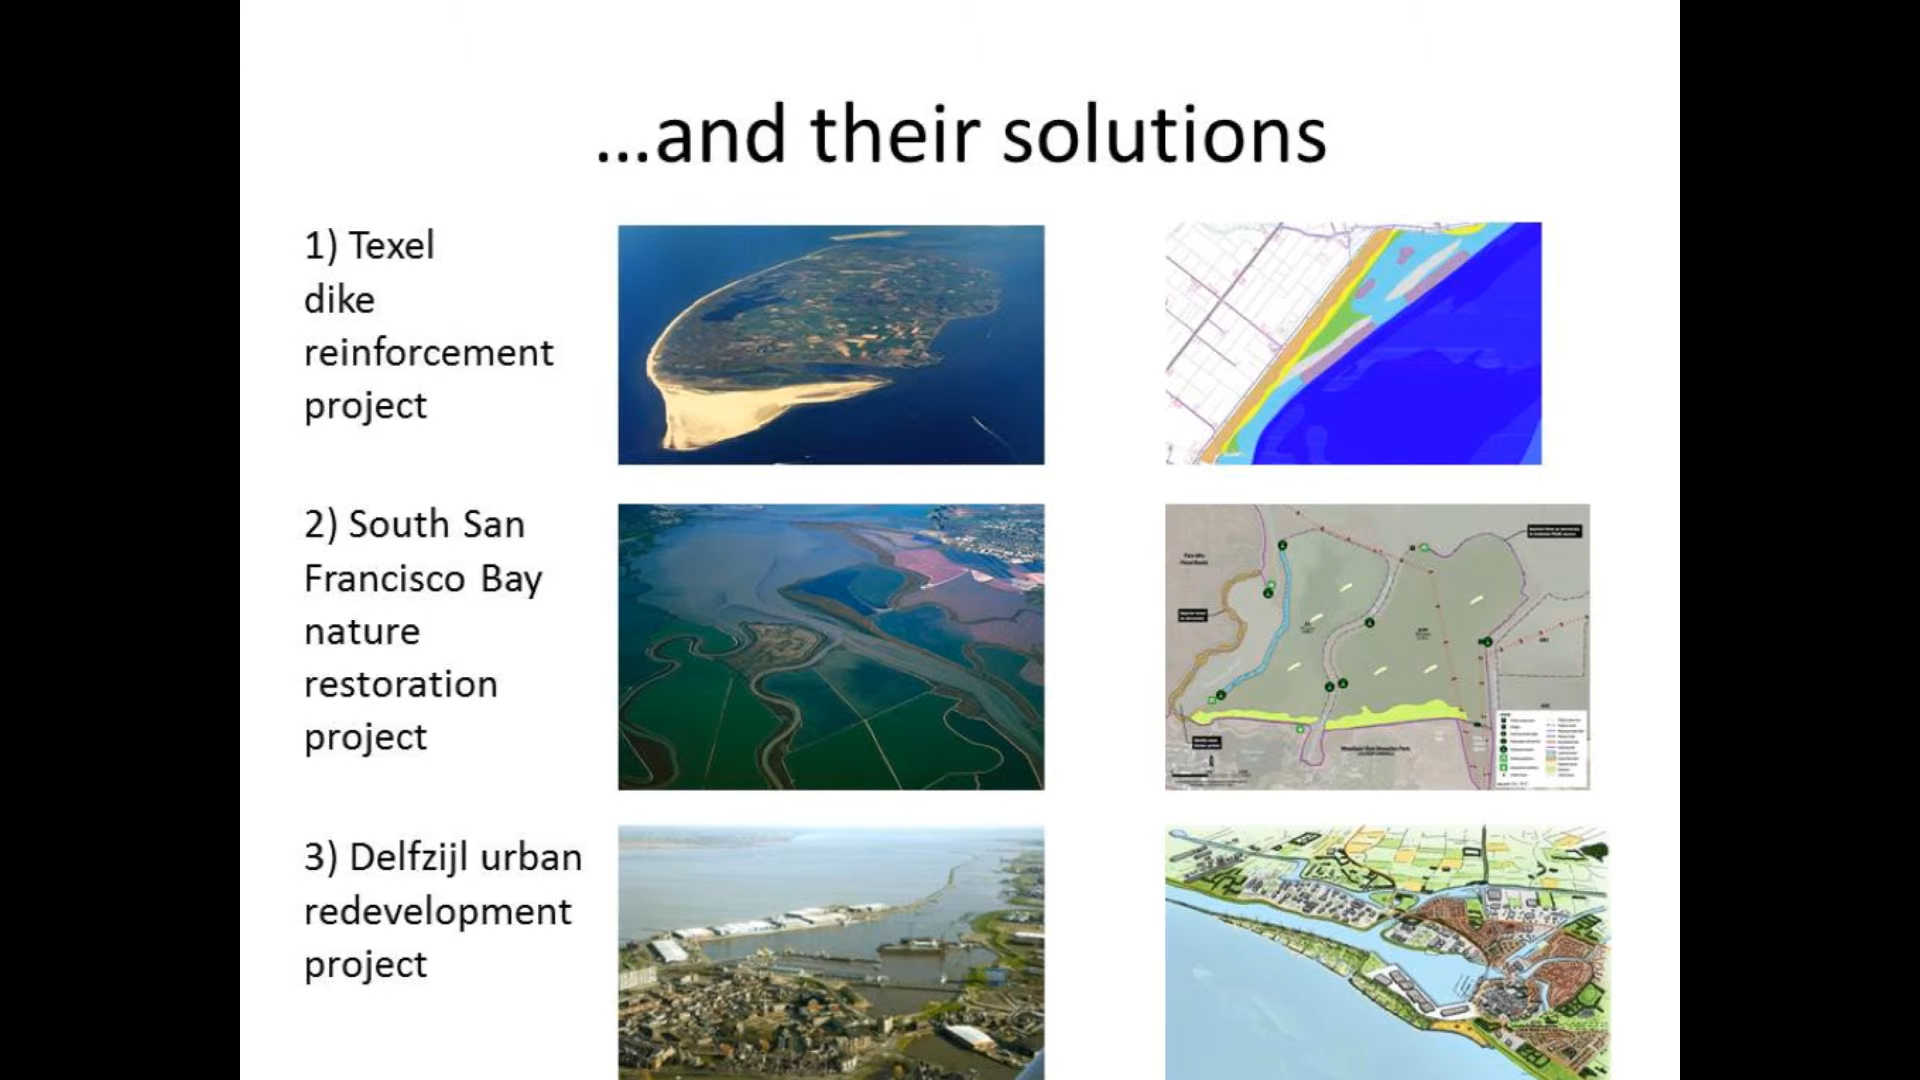 ...and their solutions
1) Texel
dike
reinforcement
project
2) South San
Francisco Bay
nature
restoration
project
3) Delfzijl urban
redevelopment
project